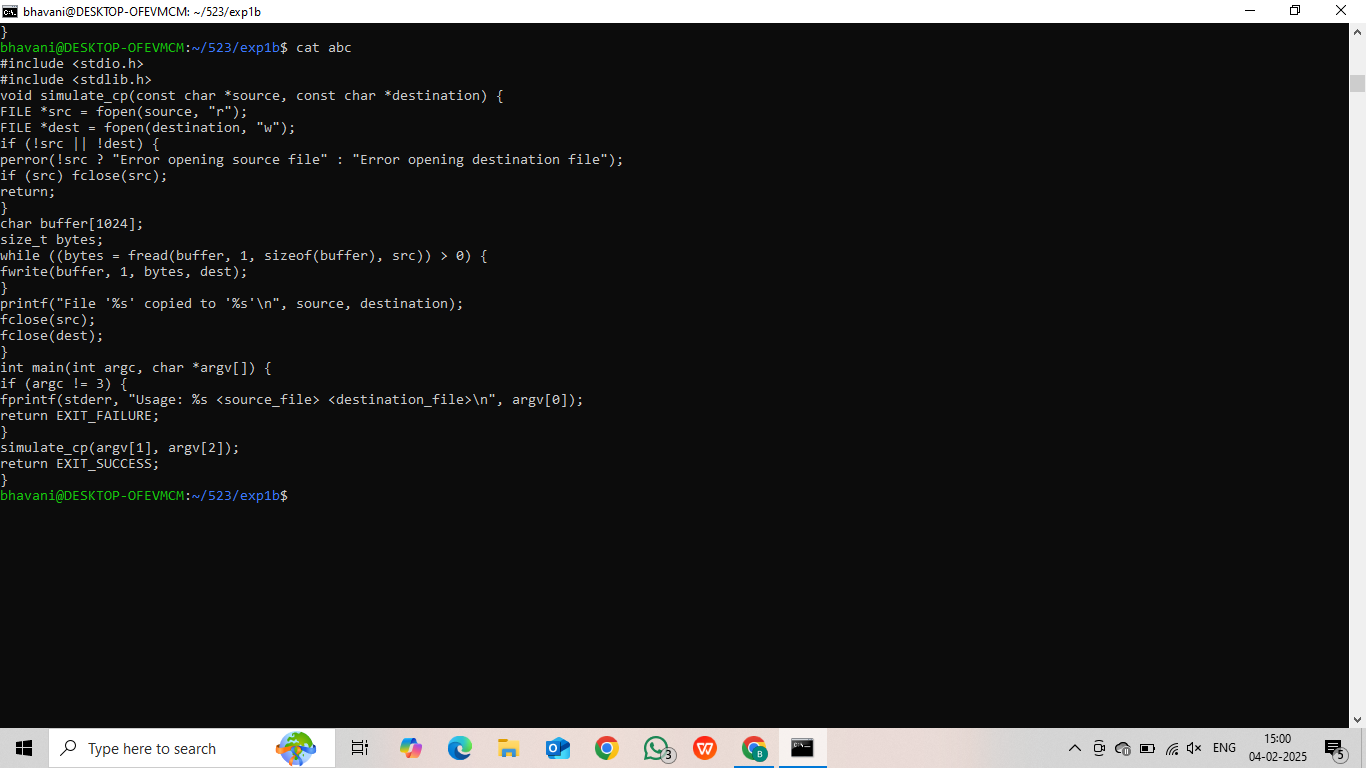 bhavani@DESKTOP-OFEVMCM: ~/523/exp1b
}
bhavani@DESKTOP-OFEVMCM:~/523/exp1b$ cat abc
#include <stdio.h>
#include <stdlib.h>
void simulate_cp(const char *source, const char *destination) {
FILE *src = fopen(source, "r");
FILE *dest = fopen(destination, "w");
if (!src || !dest) {
perror(!src ? "Error opening source file" : "Error opening destination file");
if (src) fclose(src);
return;
}
char buffer[1024];
size_t bytes;
while ((bytes = fread(buffer, 1, sizeof(buffer), src)) > 0) {
fwrite(buffer, 1, bytes, dest);
}
printf("File '%s' copied to '%s'\n", source, destination);
fclose(src);
fclose(dest);
}
int main(int argc, char *argv[]) {
if (argc != 3) {
fprintf(stderr, "Usage: %s <source_file> <destination_file>\n", argv[0]);
return EXIT_FAILURE;
}
simulate_cp(argv[1], argv[2]);
return EXIT_SUCCESS;
}
bhavani@DESKTOP-OFEVMCM:~/523/exp1b$
Type here to search
3
W
B
ENG
15:00
04-02-2025
5